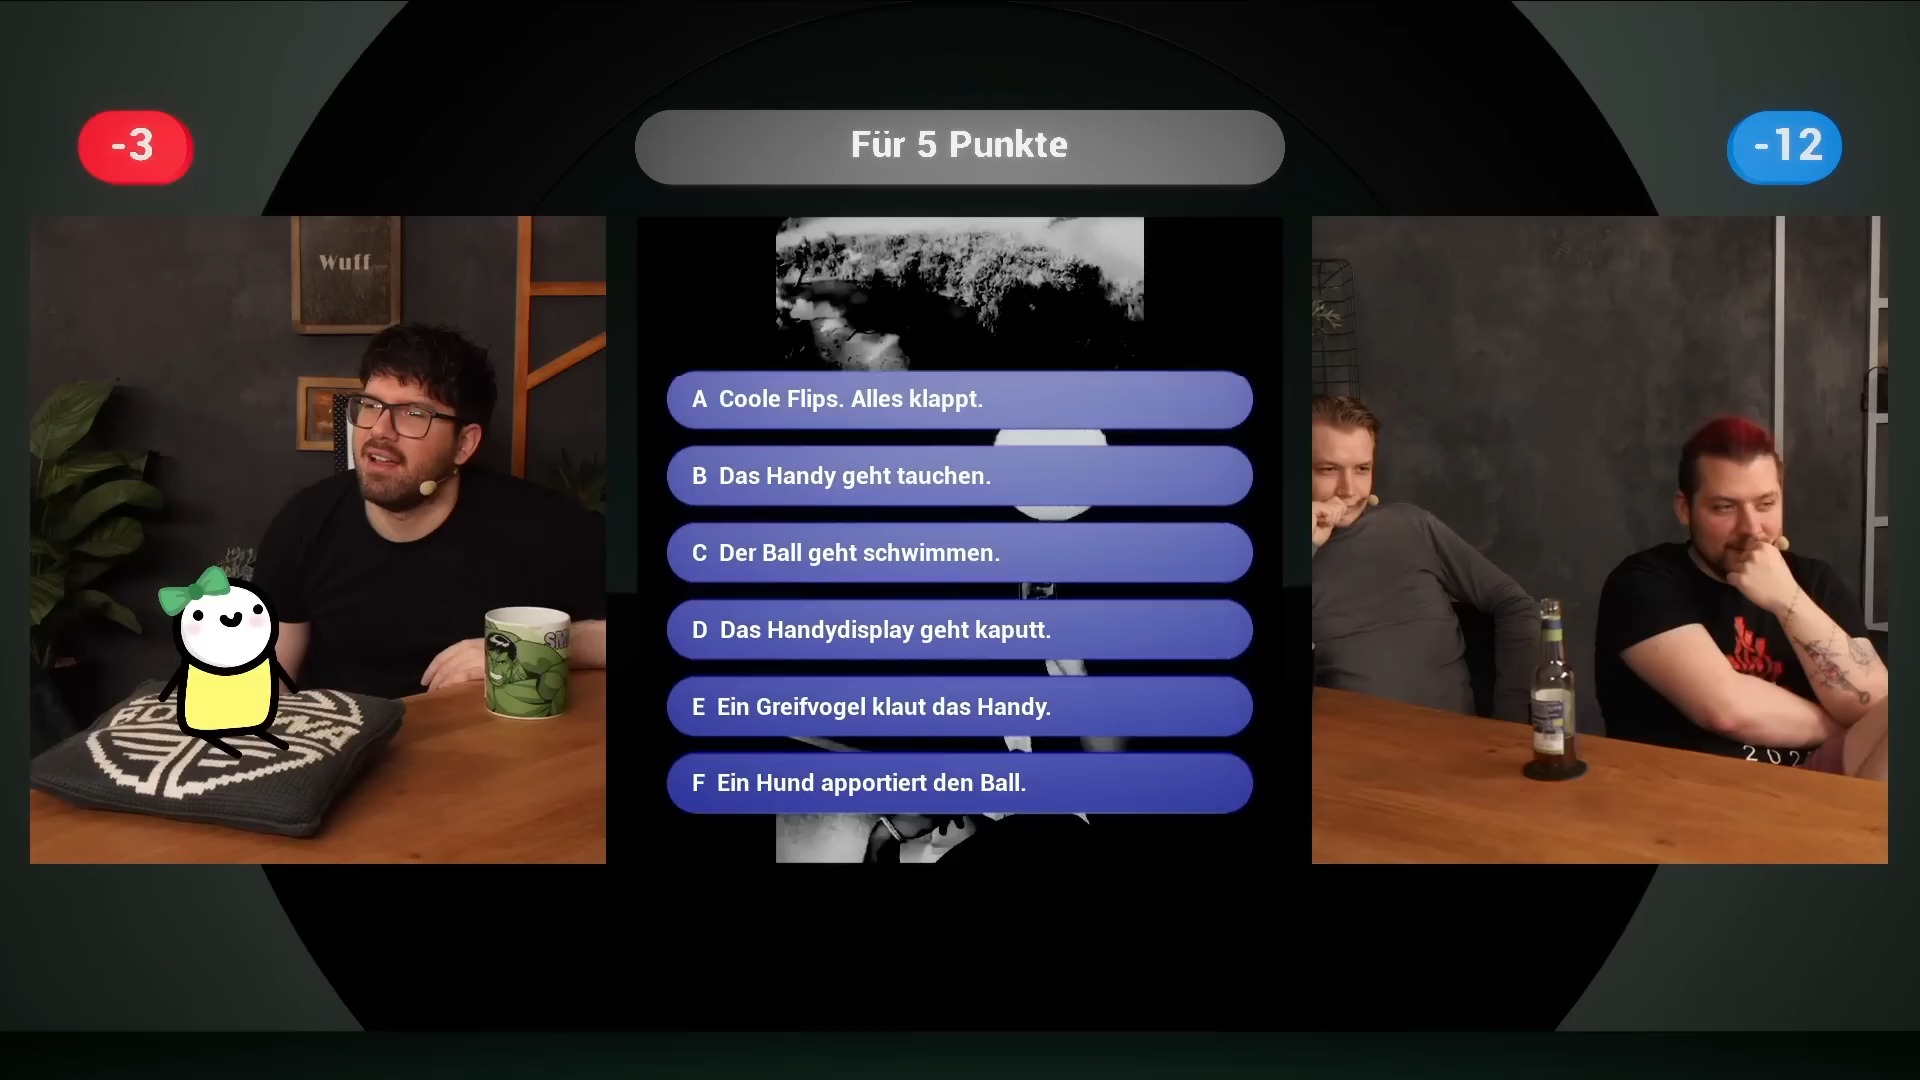 -3
Für 5 Punkte
-12
Wuff
A Coole Flips. Alles klappt.
B Das Handy geht tauchen.
C Der Ball geht schwimmen.
D Das Handydisplay geht kaputt.
E Ein Greifvogel klaut das Handy.
F Ein Hund apportiert den Ball.